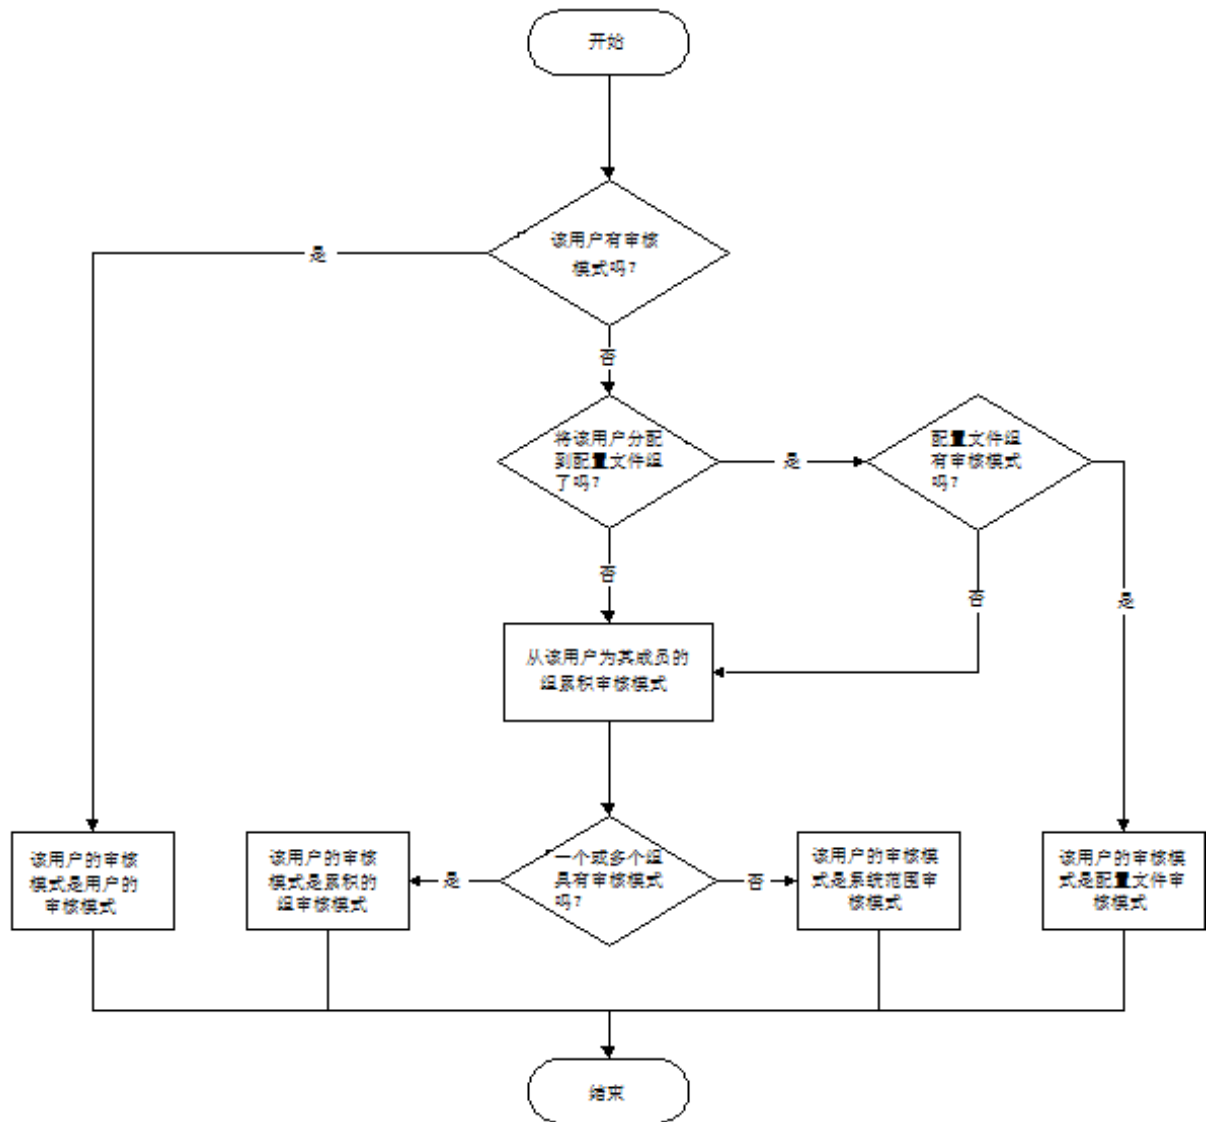 开始
该用户有审核
模式吗？
是
否
将该用户分配
到配置文件组
了吗？
是
配置文件组
有审核模式
吗？
否
否
是
从该用户为其成员的
组累积审核模式
该用户的审核
模式是用户的
审核模式
该用户的审核
模式是累积的
组审核模式
是
一个或多个组
具有审核模式
吗？
否
该用户的审核模
式是系统范围审
核模式
该用户的审核模
式是配置文件审
核模式
结束